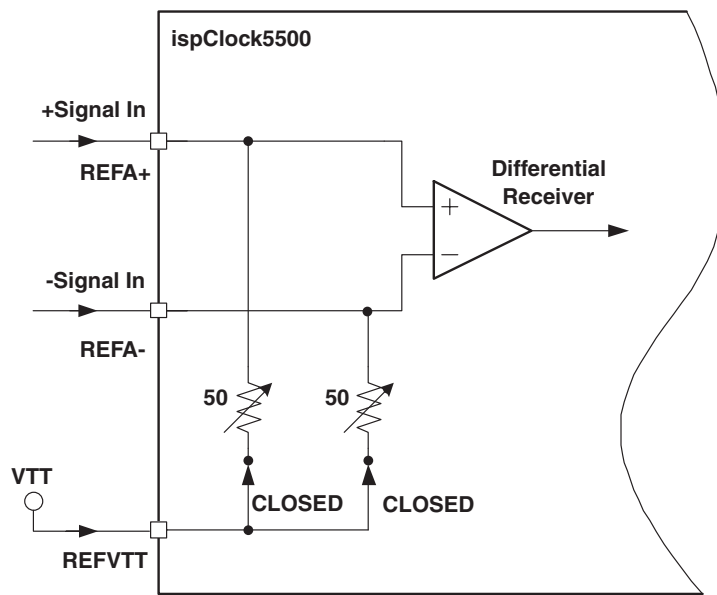 ispClock5500
+Signal In
REFA+
Differential
Receiver
+
−
-Signal In
REFA-
50
50
VTT
CLOSED
CLOSED
REFVTT